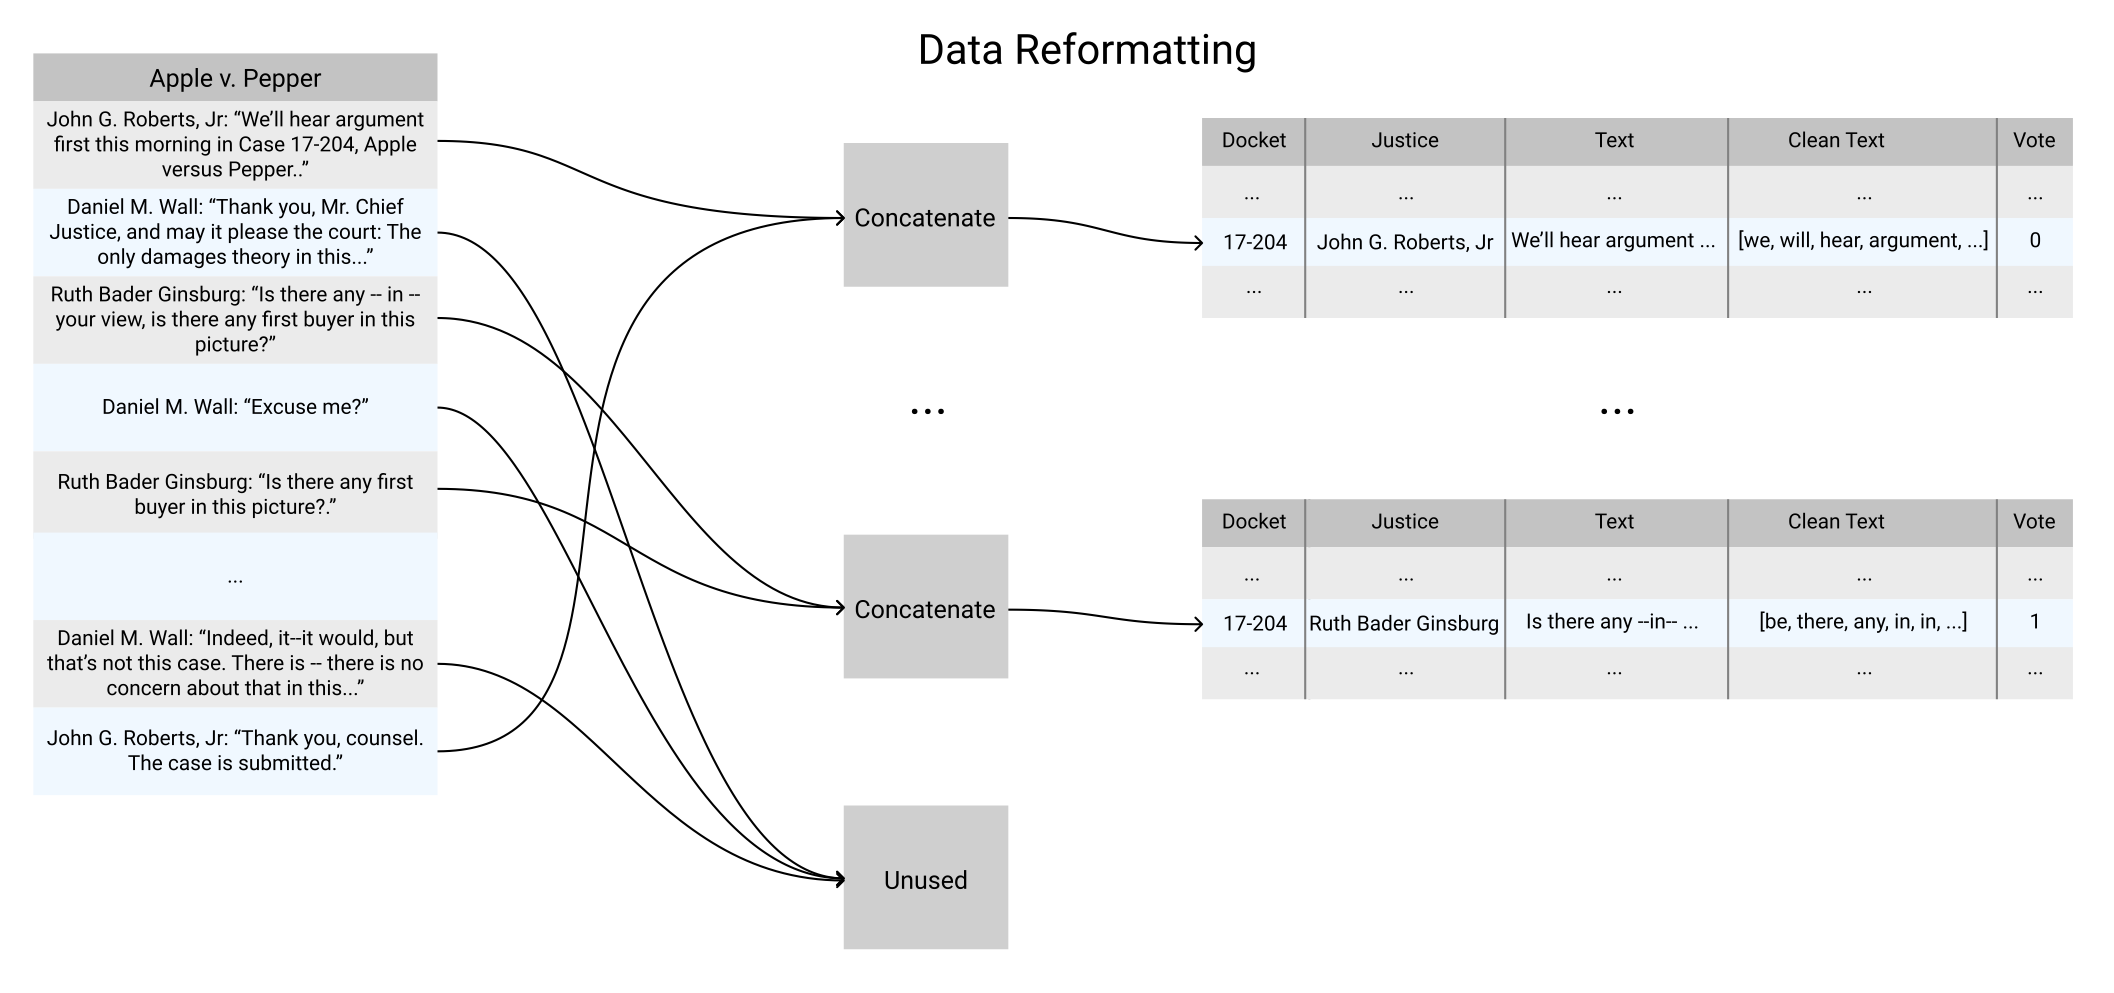 Data Reformatting
Apple v. Pepper
John G. Roberts, Jr: “We’ll hear argument
first this morning in Case 17-204, Apple
versus Pepper..”
Daniel M. Wall: “Thank you, Mr. Chief
Justice, and may it please the court: The
only damages theory in this...”
Ruth Bader Ginsburg: “Is there any -- in --
your view, is there any first buyer in this
picture?”
Daniel M. Wall: “Excuse me?”
Ruth Bader Ginsburg: “Is there any first
buyer in this picture?.”
...
Daniel M. Wall: “Indeed, it--it would, but
that’s not this case. There is -- there is no
concern about that in this...”
John G. Roberts, Jr: “Thank you, counsel.
The case is submitted.”
Concatenate
...
Concatenate
Unused
Docket Justice Text Clean Text Vote
... ... ... ... ...
17-204 John G. Roberts, Jr We’ll hear argument ... [we, will, hear, argument, ...] 0
... ... ... ... ...
...
Docket Justice Text Clean Text Vote
... ... ... ... ...
17-204 Ruth Bader Ginsburg Is there any --in-- ... [be, there, any, in, in, ...] 1
... ... ... ... ...